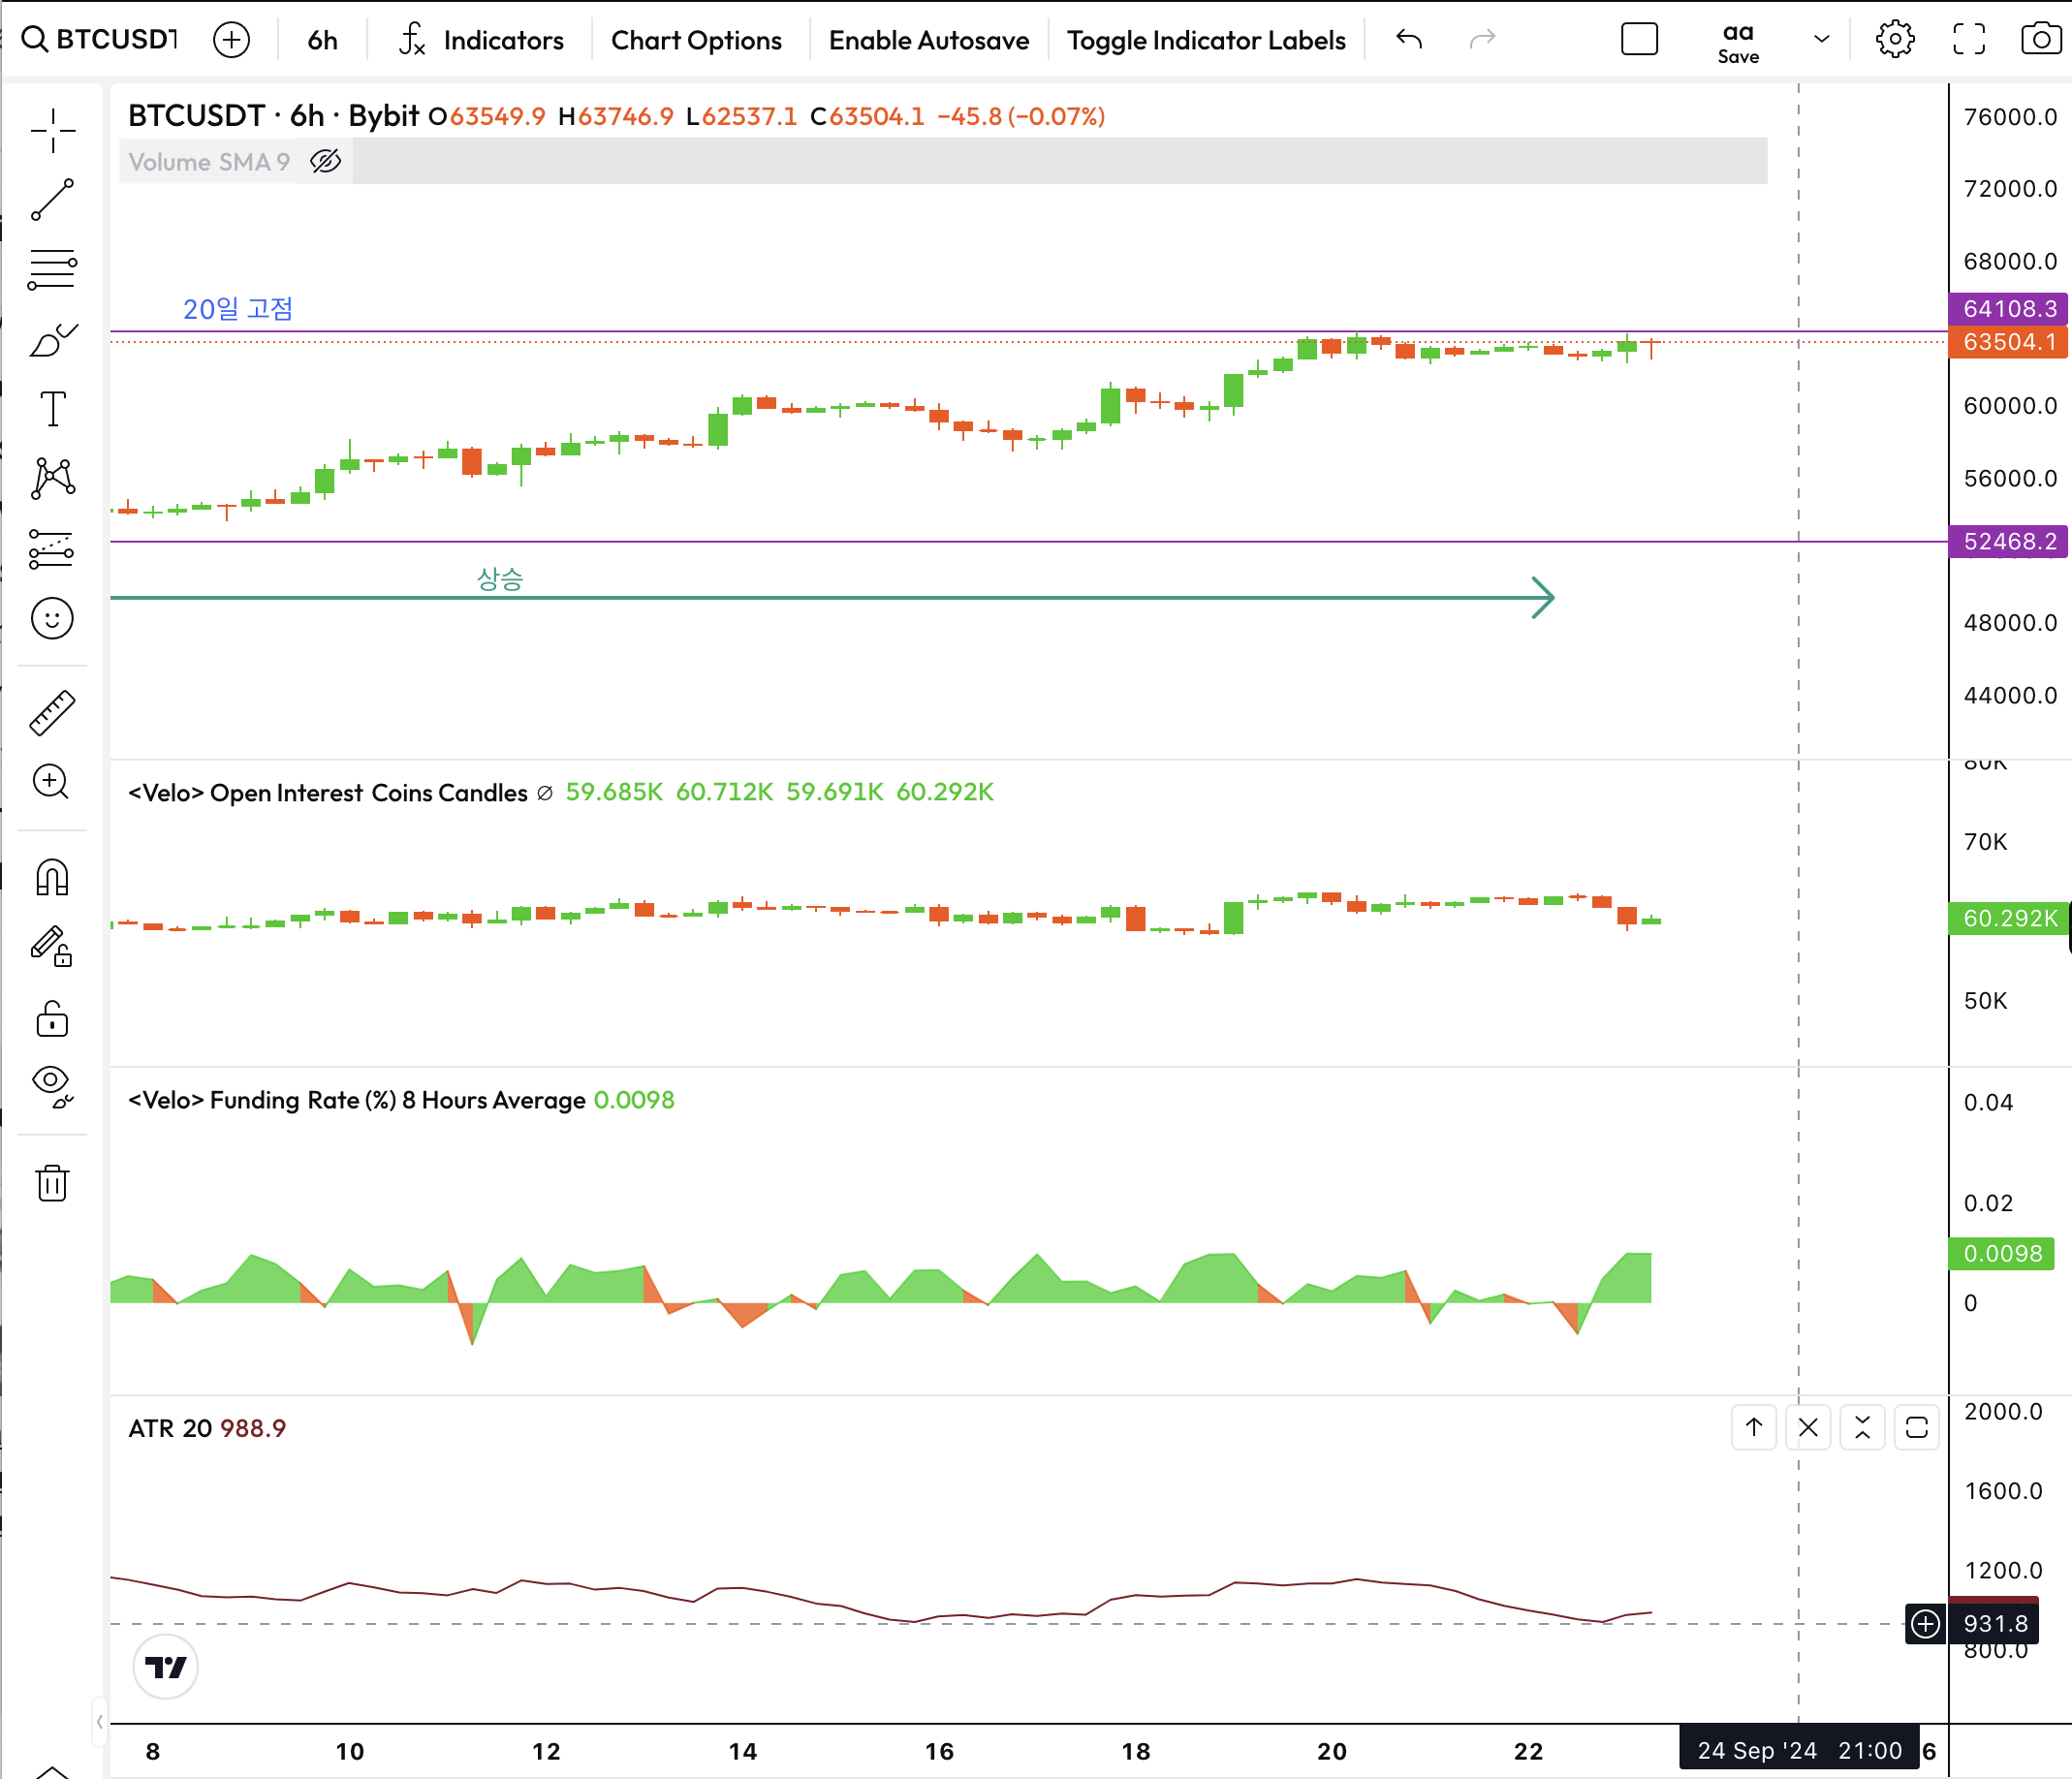 BTCUSDT 6h Indicators Chart Options Enable Autosave Toggle Indicator Labels aa
Save
BTCUSDT · 6h · Bybit O63549.9 H63746.9 L62537.1 C63504.1 −45.8 (−0.07%)
Volume SMA 9
76000.0
72000.0
68000.0
20일 고점
64108.3
63504.1
60000.0
56000.0
52468.2
상승
48000.0
44000.0
80K
<Velo> Open Interest Coins Candles ∅ 59.685K 60.712K 59.691K 60.292K
70K
60.292K
50K
<Velo> Funding Rate (%) 8 Hours Average 0.0098
0.04
0.02
0.0098
0
ATR 20 988.9
2000.0
1600.0
1200.0
931.8
800.0
8 10 12 14 16 18 20 22 24 Sep '24 21:00 6